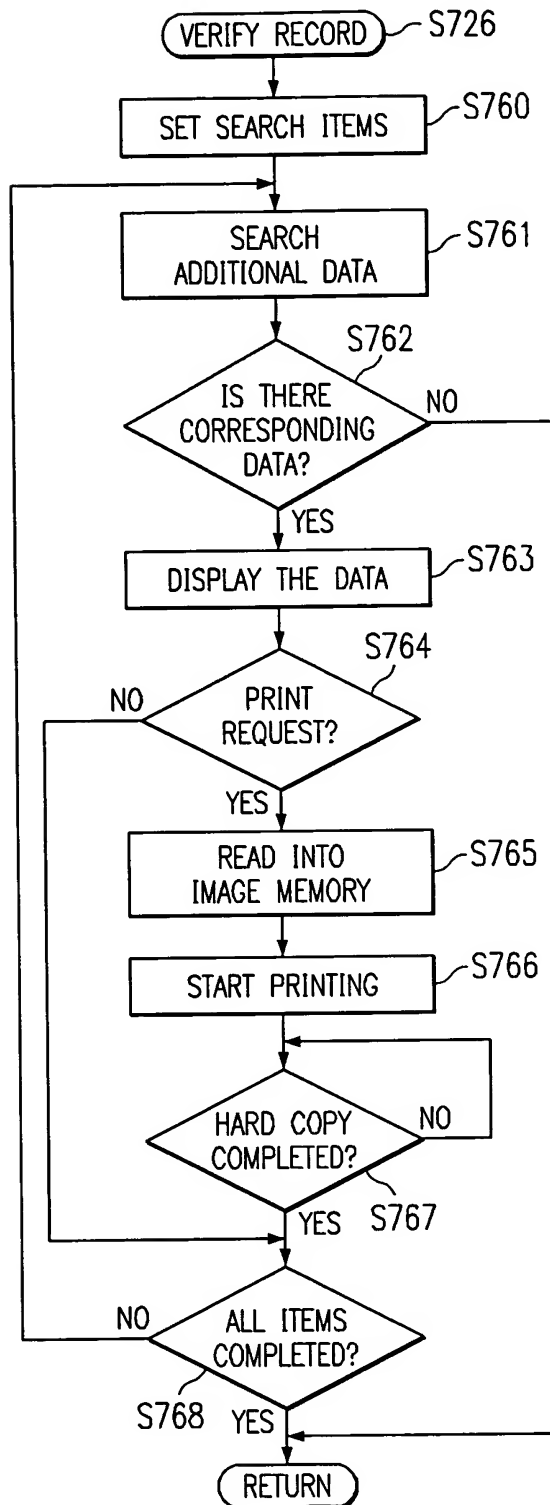 VERIFY RECORD
S726
SET SEARCH ITEMS
S760
SEARCH
ADDITIONAL DATA
S761
S762
IS THERE
CORRESPONDING
DATA?
NO
YES
DISPLAY THE DATA
S763
S764
NO
PRINT
REQUEST?
YES
READ INTO
IMAGE MEMORY
S765
START PRINTING
S766
HARD COPY
COMPLETED?
NO
S767
YES
NO
ALL ITEMS
COMPLETED?
S768
YES
RETURN